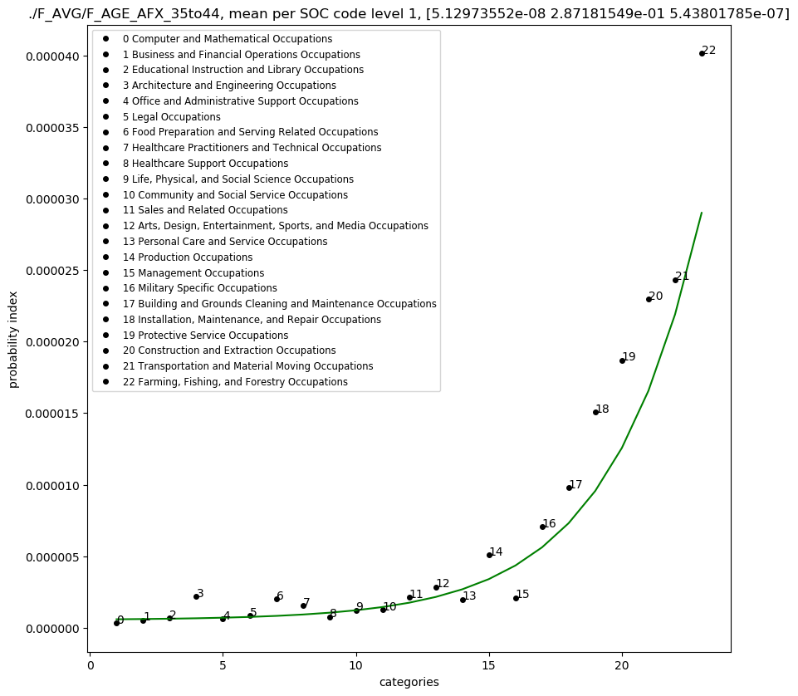 ./F_AVG/F_AGE_AFX_35to44, mean per SOC code level 1, [5.12973552e-08 2.87181549e-01 5.43801785e-07]
0 Computer and Mathematical Occupations
1 Business and Financial Operations Occupations
2 Educational Instruction and Library Occupations
3 Architecture and Engineering Occupations
4 Office and Administrative Support Occupations
5 Legal Occupations
6 Food Preparation and Serving Related Occupations
7 Healthcare Practitioners and Technical Occupations
8 Healthcare Support Occupations
9 Life, Physical, and Social Science Occupations
10 Community and Social Service Occupations
11 Sales and Related Occupations
12 Arts, Design, Entertainment, Sports, and Media Occupations
13 Personal Care and Service Occupations
14 Production Occupations
15 Management Occupations
16 Military Specific Occupations
17 Building and Grounds Cleaning and Maintenance Occupations
18 Installation, Maintenance, and Repair Occupations
19 Protective Service Occupations
20 Construction and Extraction Occupations
21 Transportation and Material Moving Occupations
22 Farming, Fishing, and Forestry Occupations
probability index
0.000040
0.000035
0.000030
0.000025
0.000020
0.000015
0.000010
0.000005
0.000000
0
1
2
3
4
5
6
7
8
9
10
11
12
13
14
15
16
17
18
19
20
21
22
0
5
10
15
20
categories